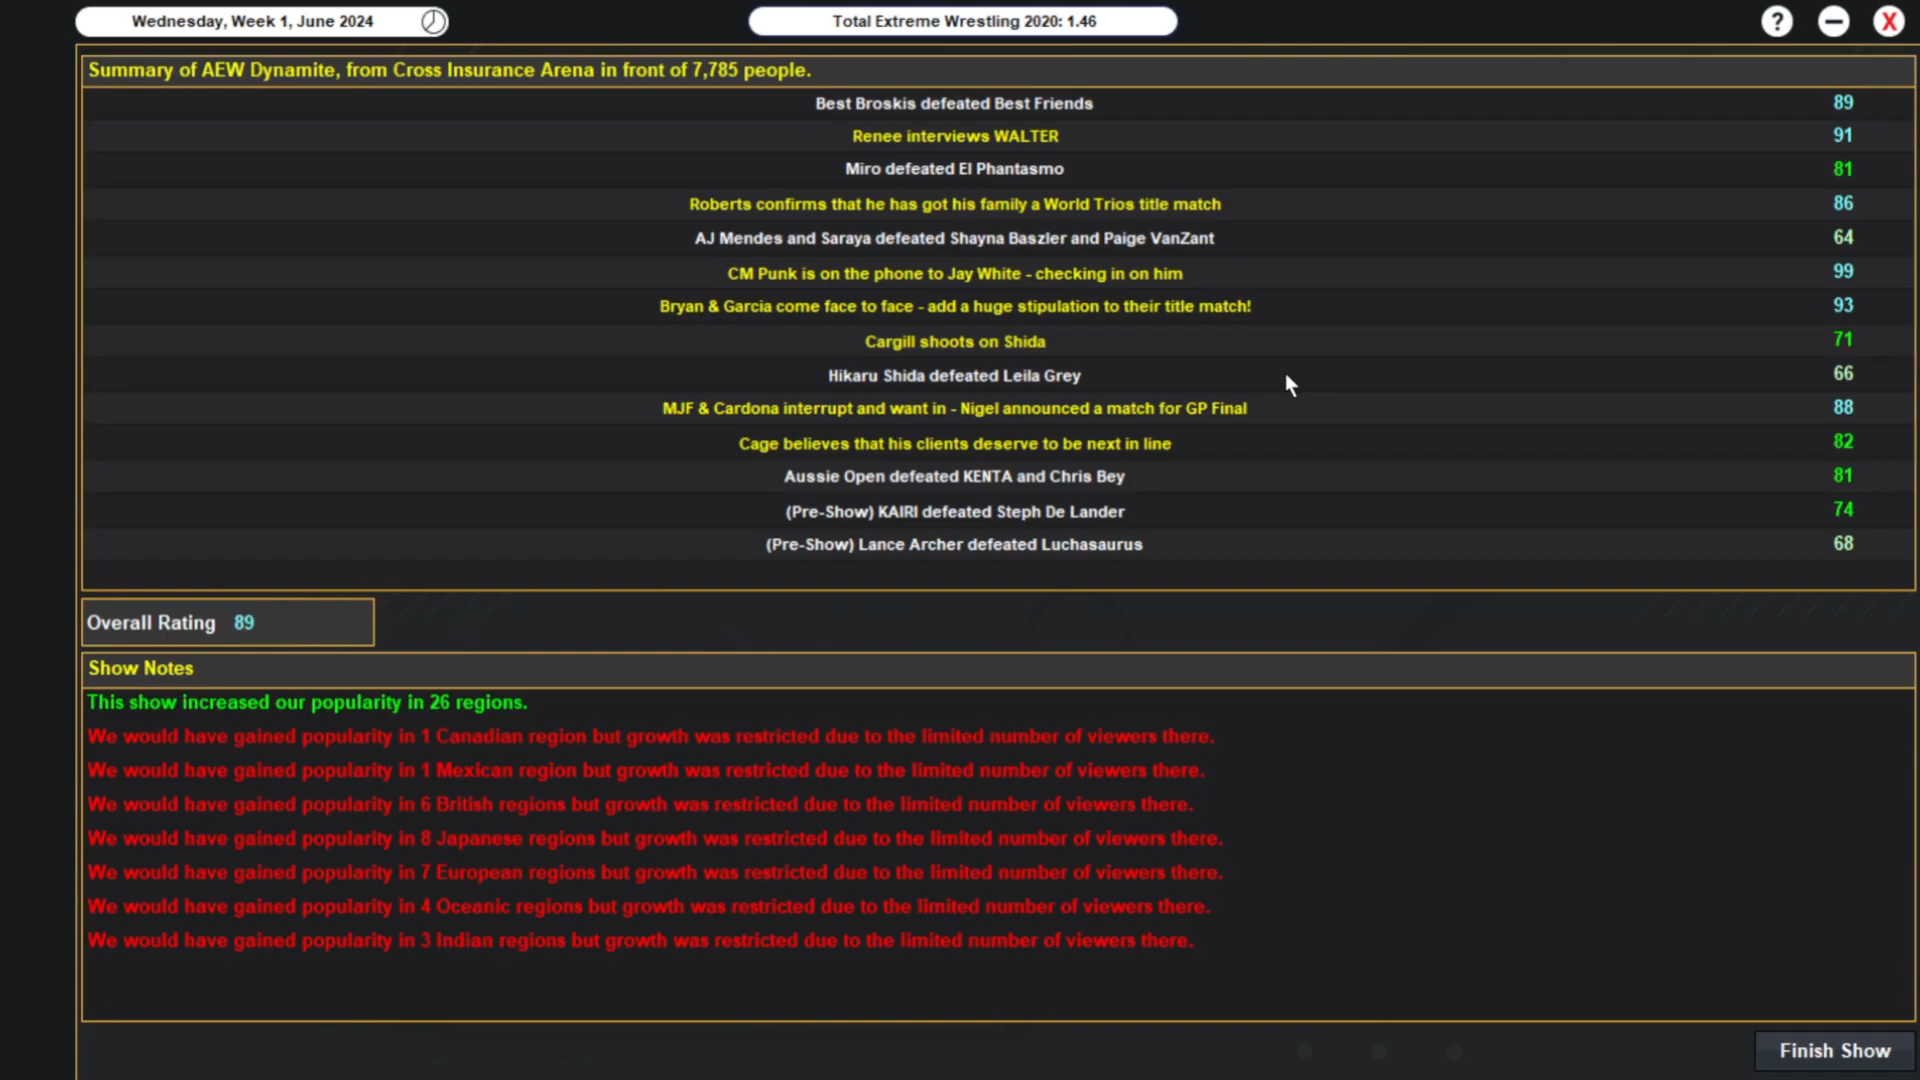 Wednesday, Week 1, June 2024
Total Extreme Wrestling 2020: 1.46
? – X
Summary of AEW Dynamite, from Cross Insurance Arena in front of 7,785 people.
Best Broskis defeated Best Friends 89
Renee interviews WALTER 91
Miro defeated El Phantasmo 81
Roberts confirms that he has got his family a World Trios title match 86
AJ Mendes and Saraya defeated Shayna Baszler and Paige VanZant 64
CM Punk is on the phone to Jay White - checking in on him 99
Bryan & Garcia come face to face - add a huge stipulation to their title match! 93
Cargill shoots on Shida 71
Hikaru Shida defeated Leila Grey 66
MJF & Cardona interrupt and want in - Nigel announced a match for GP Final 88
Cage believes that his clients deserve to be next in line 82
Aussie Open defeated KENTA and Chris Bey 81
(Pre-Show) KAIRI defeated Steph De Lander 74
(Pre-Show) Lance Archer defeated Luchasaurus 68
Overall Rating 89
Show Notes
This show increased our popularity in 26 regions.
We would have gained popularity in 1 Canadian region but growth was restricted due to the limited number of viewers there.
We would have gained popularity in 1 Mexican region but growth was restricted due to the limited number of viewers there.
We would have gained popularity in 6 British regions but growth was restricted due to the limited number of viewers there.
We would have gained popularity in 8 Japanese regions but growth was restricted due to the limited number of viewers there.
We would have gained popularity in 7 European regions but growth was restricted due to the limited number of viewers there.
We would have gained popularity in 4 Oceanic regions but growth was restricted due to the limited number of viewers there.
We would have gained popularity in 3 Indian regions but growth was restricted due to the limited number of viewers there.
Finish Show